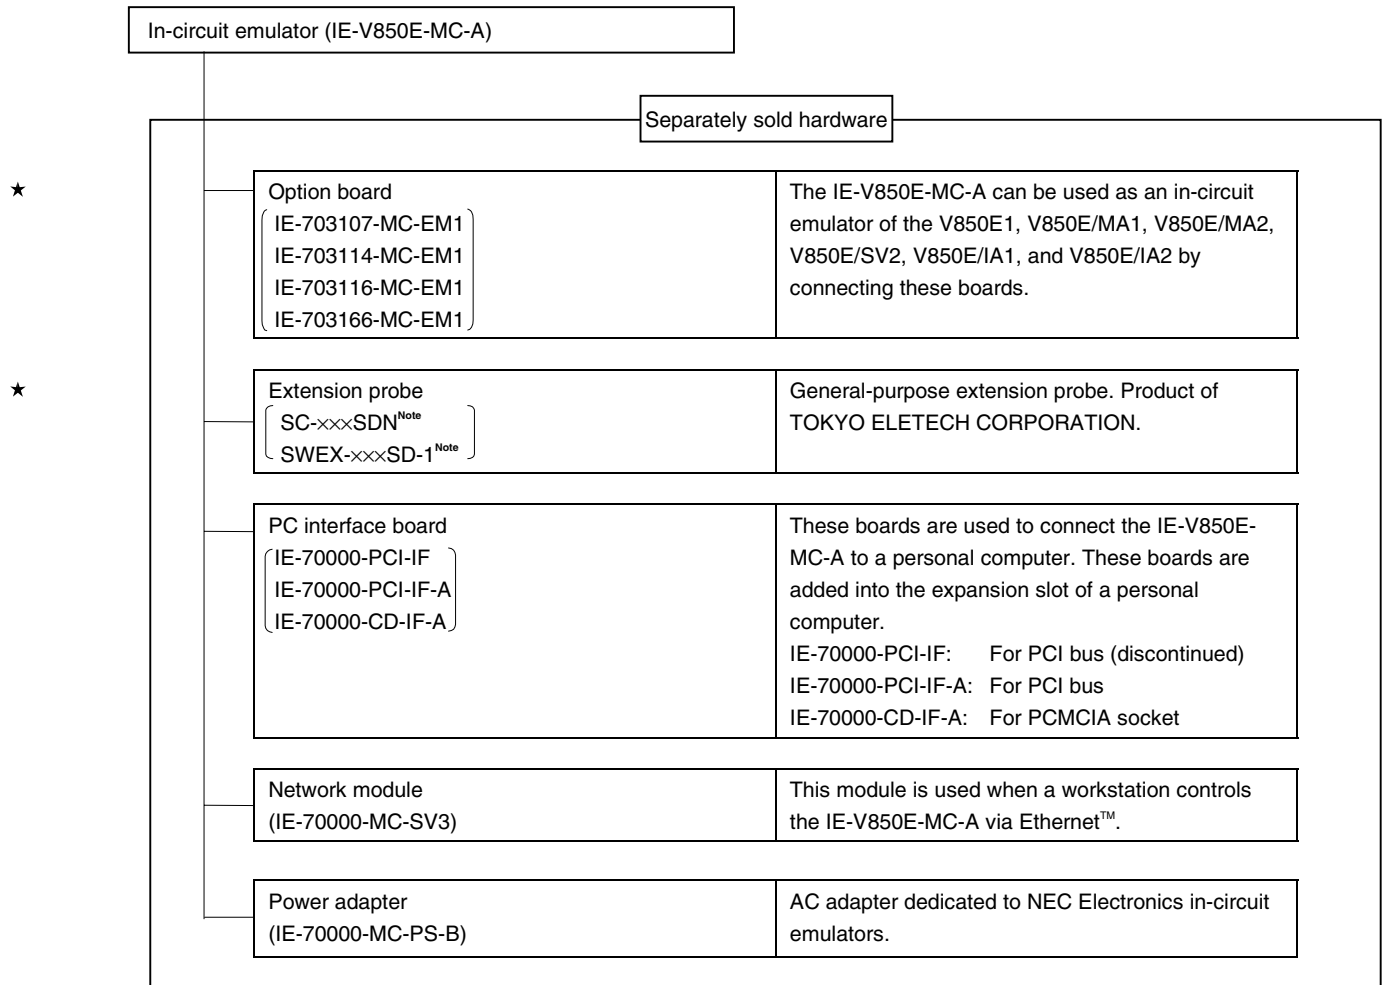 In-circuit emulator (IE-V850E-MC-A)
Separately sold hardware
★
Option board
IE-703107-MC-EM1
IE-703114-MC-EM1
IE-703116-MC-EM1
IE-703166-MC-EM1
The IE-V850E-MC-A can be used as an in-circuit
emulator of the V850E1, V850E/MA1, V850E/MA2,
V850E/SV2, V850E/IA1, and V850E/IA2 by
connecting these boards.
★
Extension probe
SC-×××SDNNote
SWEX-×××SD-1Note
General-purpose extension probe. Product of
TOKYO ELETECH CORPORATION.
PC interface board
IE-70000-PCI-IF
IE-70000-PCI-IF-A
IE-70000-CD-IF-A
These boards are used to connect the IE-V850E-
MC-A to a personal computer. These boards are
added into the expansion slot of a personal
computer.
IE-70000-PCI-IF: For PCI bus (discontinued)
IE-70000-PCI-IF-A: For PCI bus
IE-70000-CD-IF-A: For PCMCIA socket
Network module
(IE-70000-MC-SV3)
This module is used when a workstation controls
the IE-V850E-MC-A via Ethernet™.
Power adapter
(IE-70000-MC-PS-B)
AC adapter dedicated to NEC Electronics in-circuit
emulators.